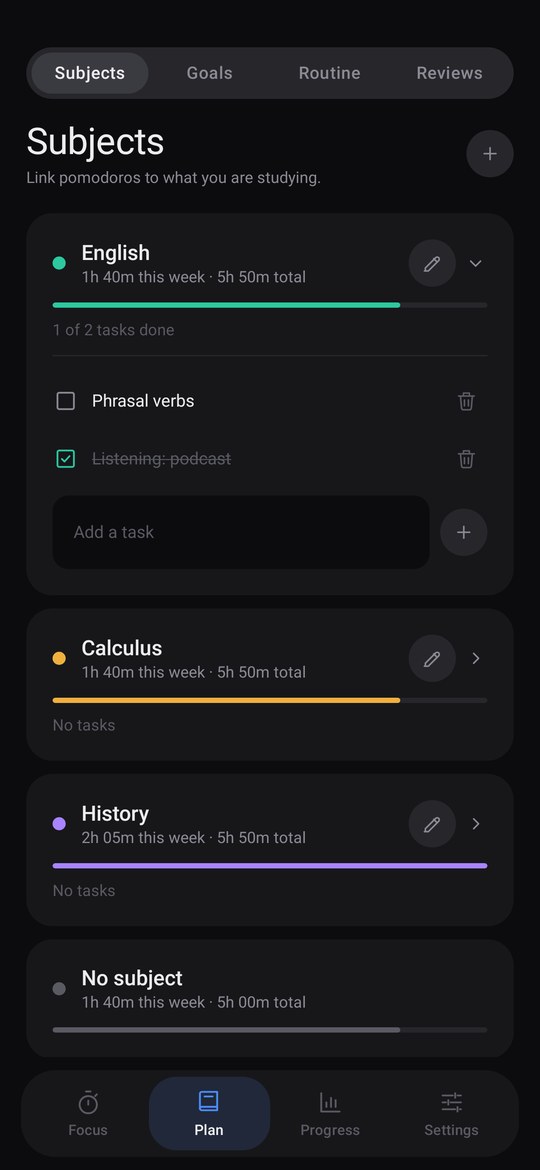 Subjects
Goals
Routine
Reviews
Subjects
Link pomodoros to what you are studying.
English
1h 40m this week · 5h 50m total
1 of 2 tasks done
Phrasal verbs
Listening: podcast
Add a task
Calculus
1h 40m this week · 5h 50m total
No tasks
History
2h 05m this week · 5h 50m total
No tasks
No subject
1h 40m this week · 5h 00m total
Focus
Plan
Progress
Settings